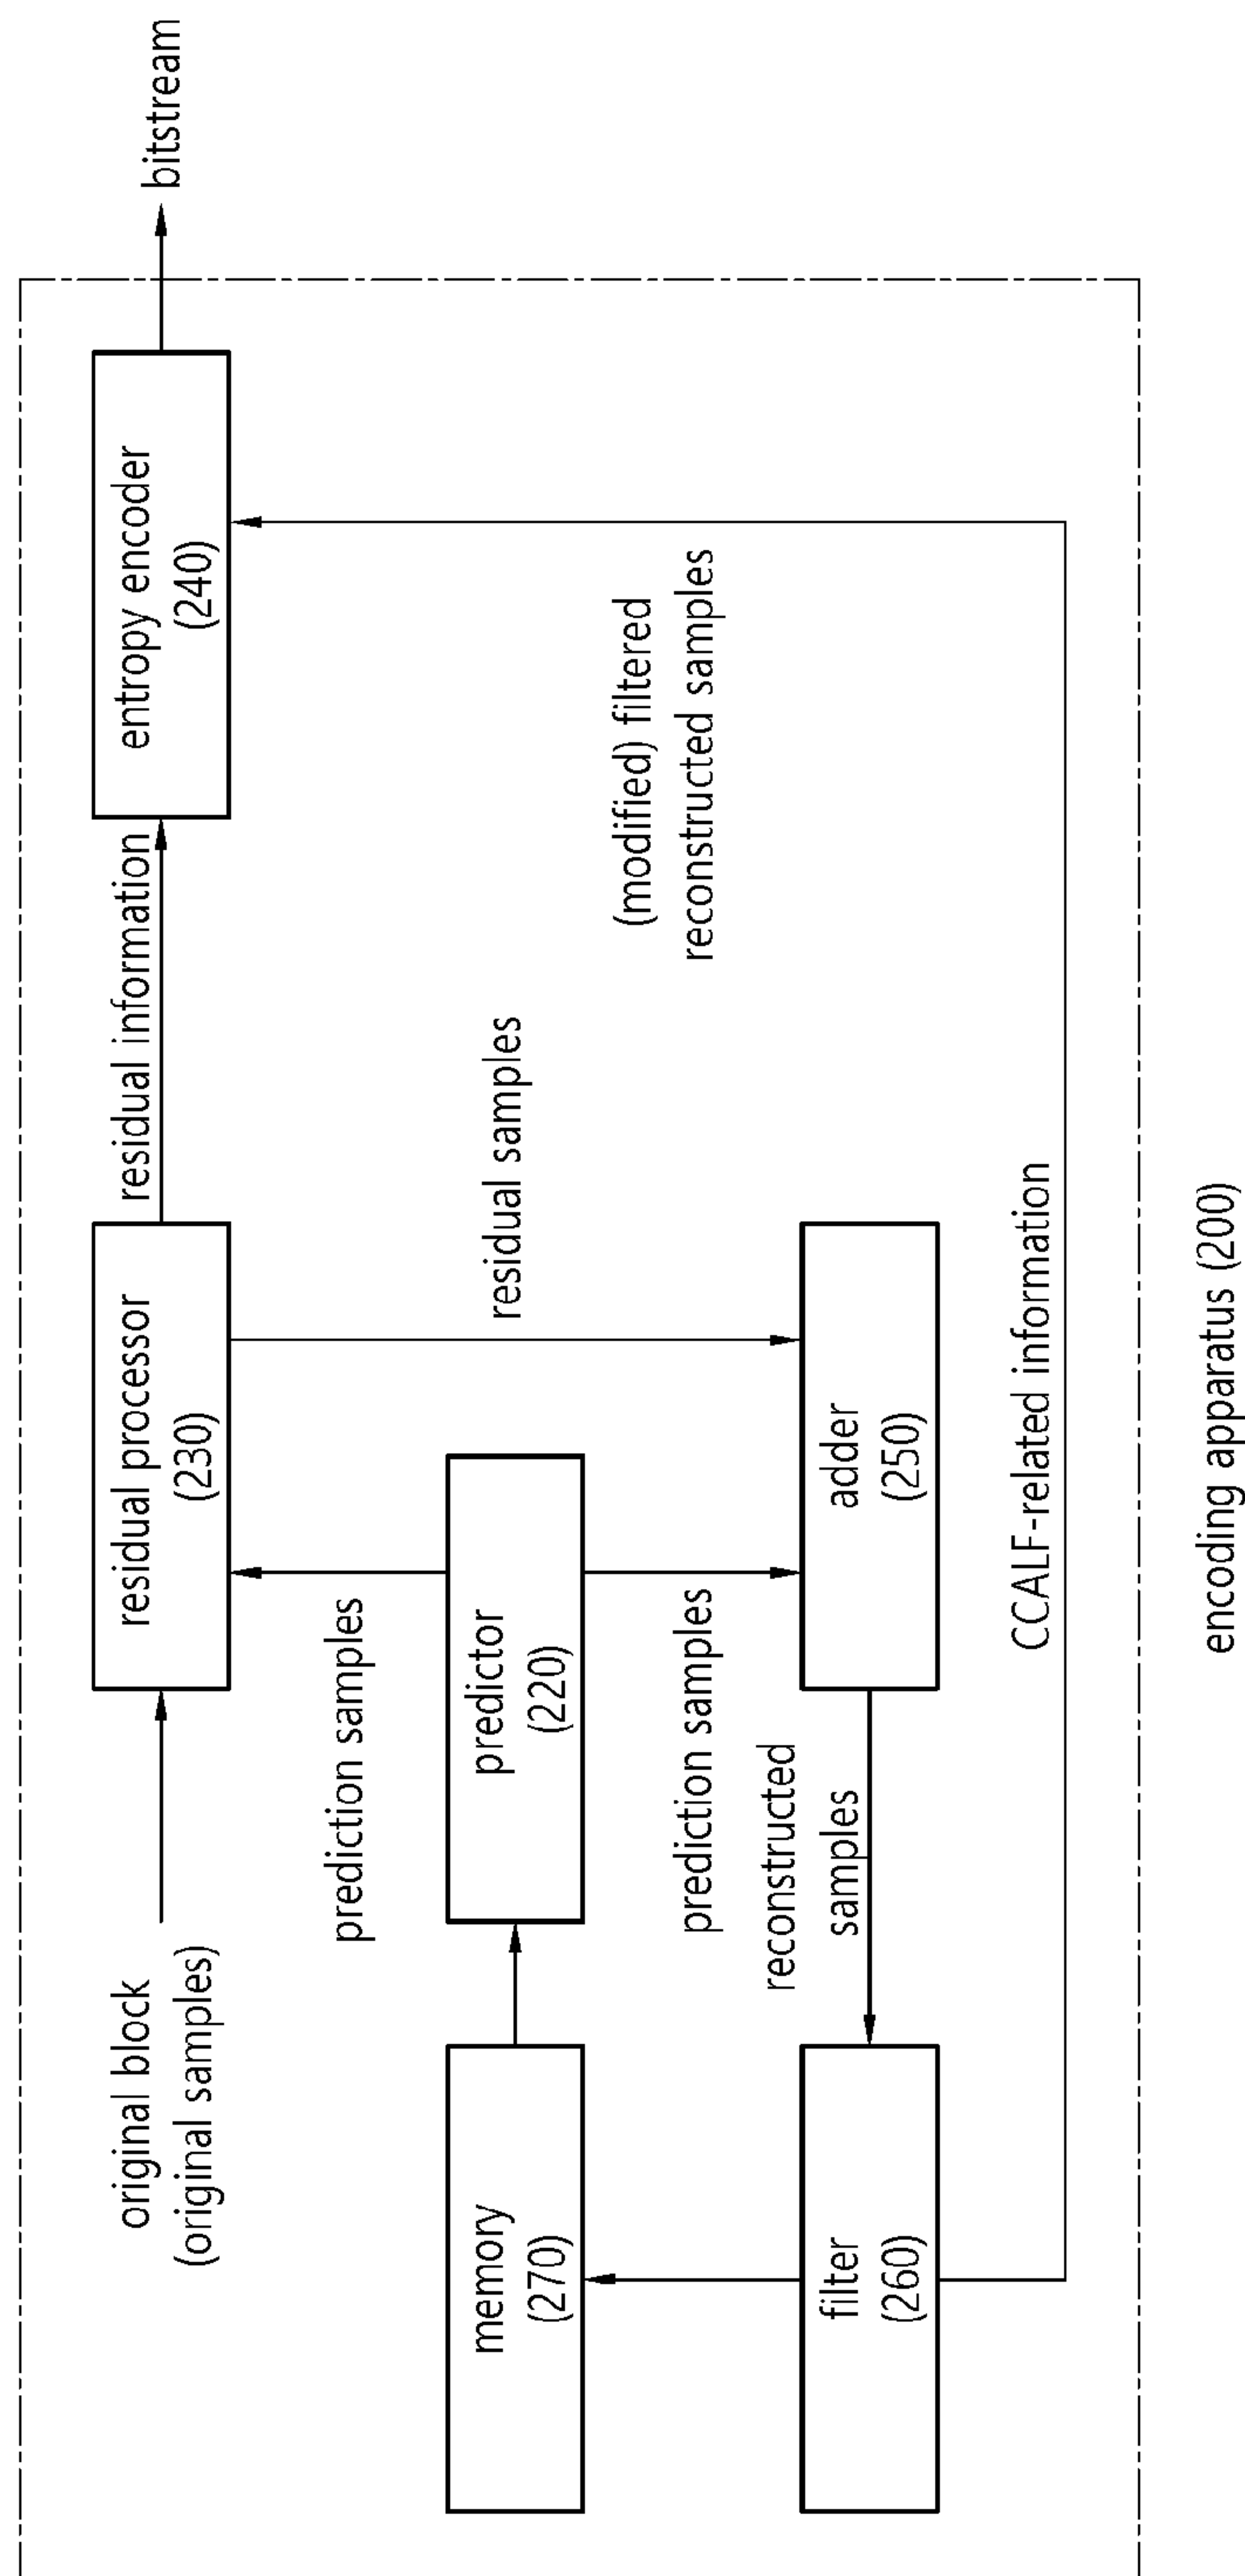 bitstream
entropy encoder
(240)
residual information
residual processor
(230)
original block
(original samples)
residual samples
(modified) filtered
reconstructed samples
prediction samples
predictor
(220)
prediction samples
memory
(270)
adder
(250)
reconstructed
samples
filter
(260)
CCALF-related information
encoding apparatus (200)